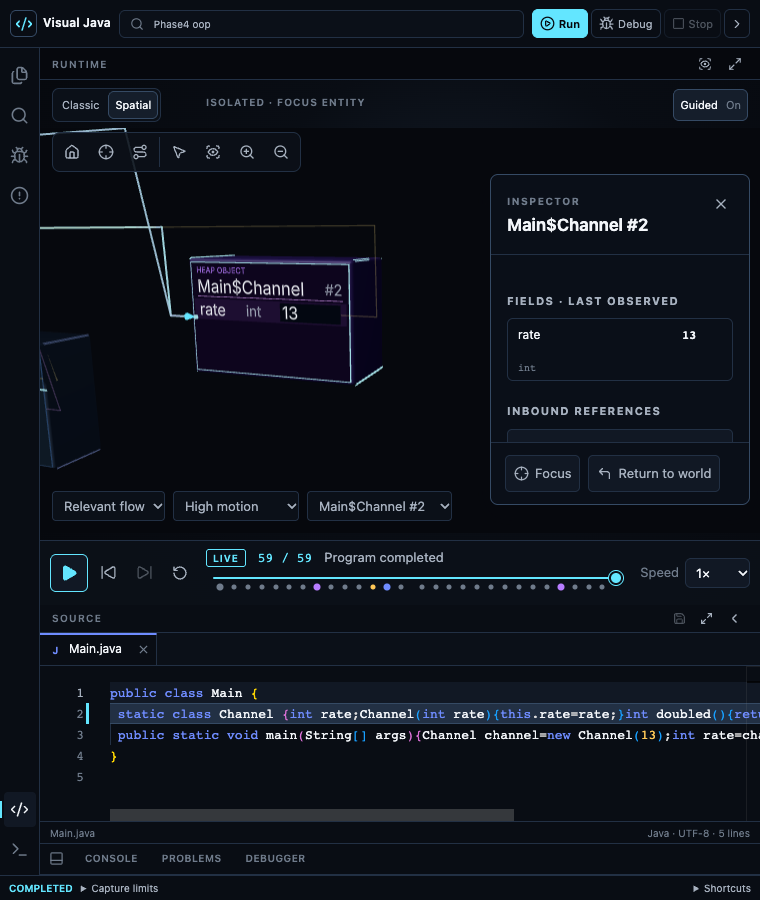 Visual Java
Phase4 oop
Run
Debug
Stop
RUNTIME
Classic
Spatial
ISOLATED · FOCUS ENTITY
Guided On
HEAP OBJECT
Main$Channel #2
rate int 13
INSPECTOR
Main$Channel #2
FIELDS · LAST OBSERVED
rate 13
int
INBOUND REFERENCES
Focus
Return to world
Relevant flow
High motion
Main$Channel #2
LIVE 59 / 59 Program completed
Speed 1×
SOURCE
J Main.java
1 public class Main {
2 static class Channel {int rate;Channel(int rate){this.rate=rate;}int doubled(){retu
3 public static void main(String[] args){Channel channel=new Channel(13);int rate=cha
4 }
5
Main.java
Java · UTF-8 · 5 lines
CONSOLE
PROBLEMS
DEBUGGER
COMPLETED
Capture limits
Shortcuts